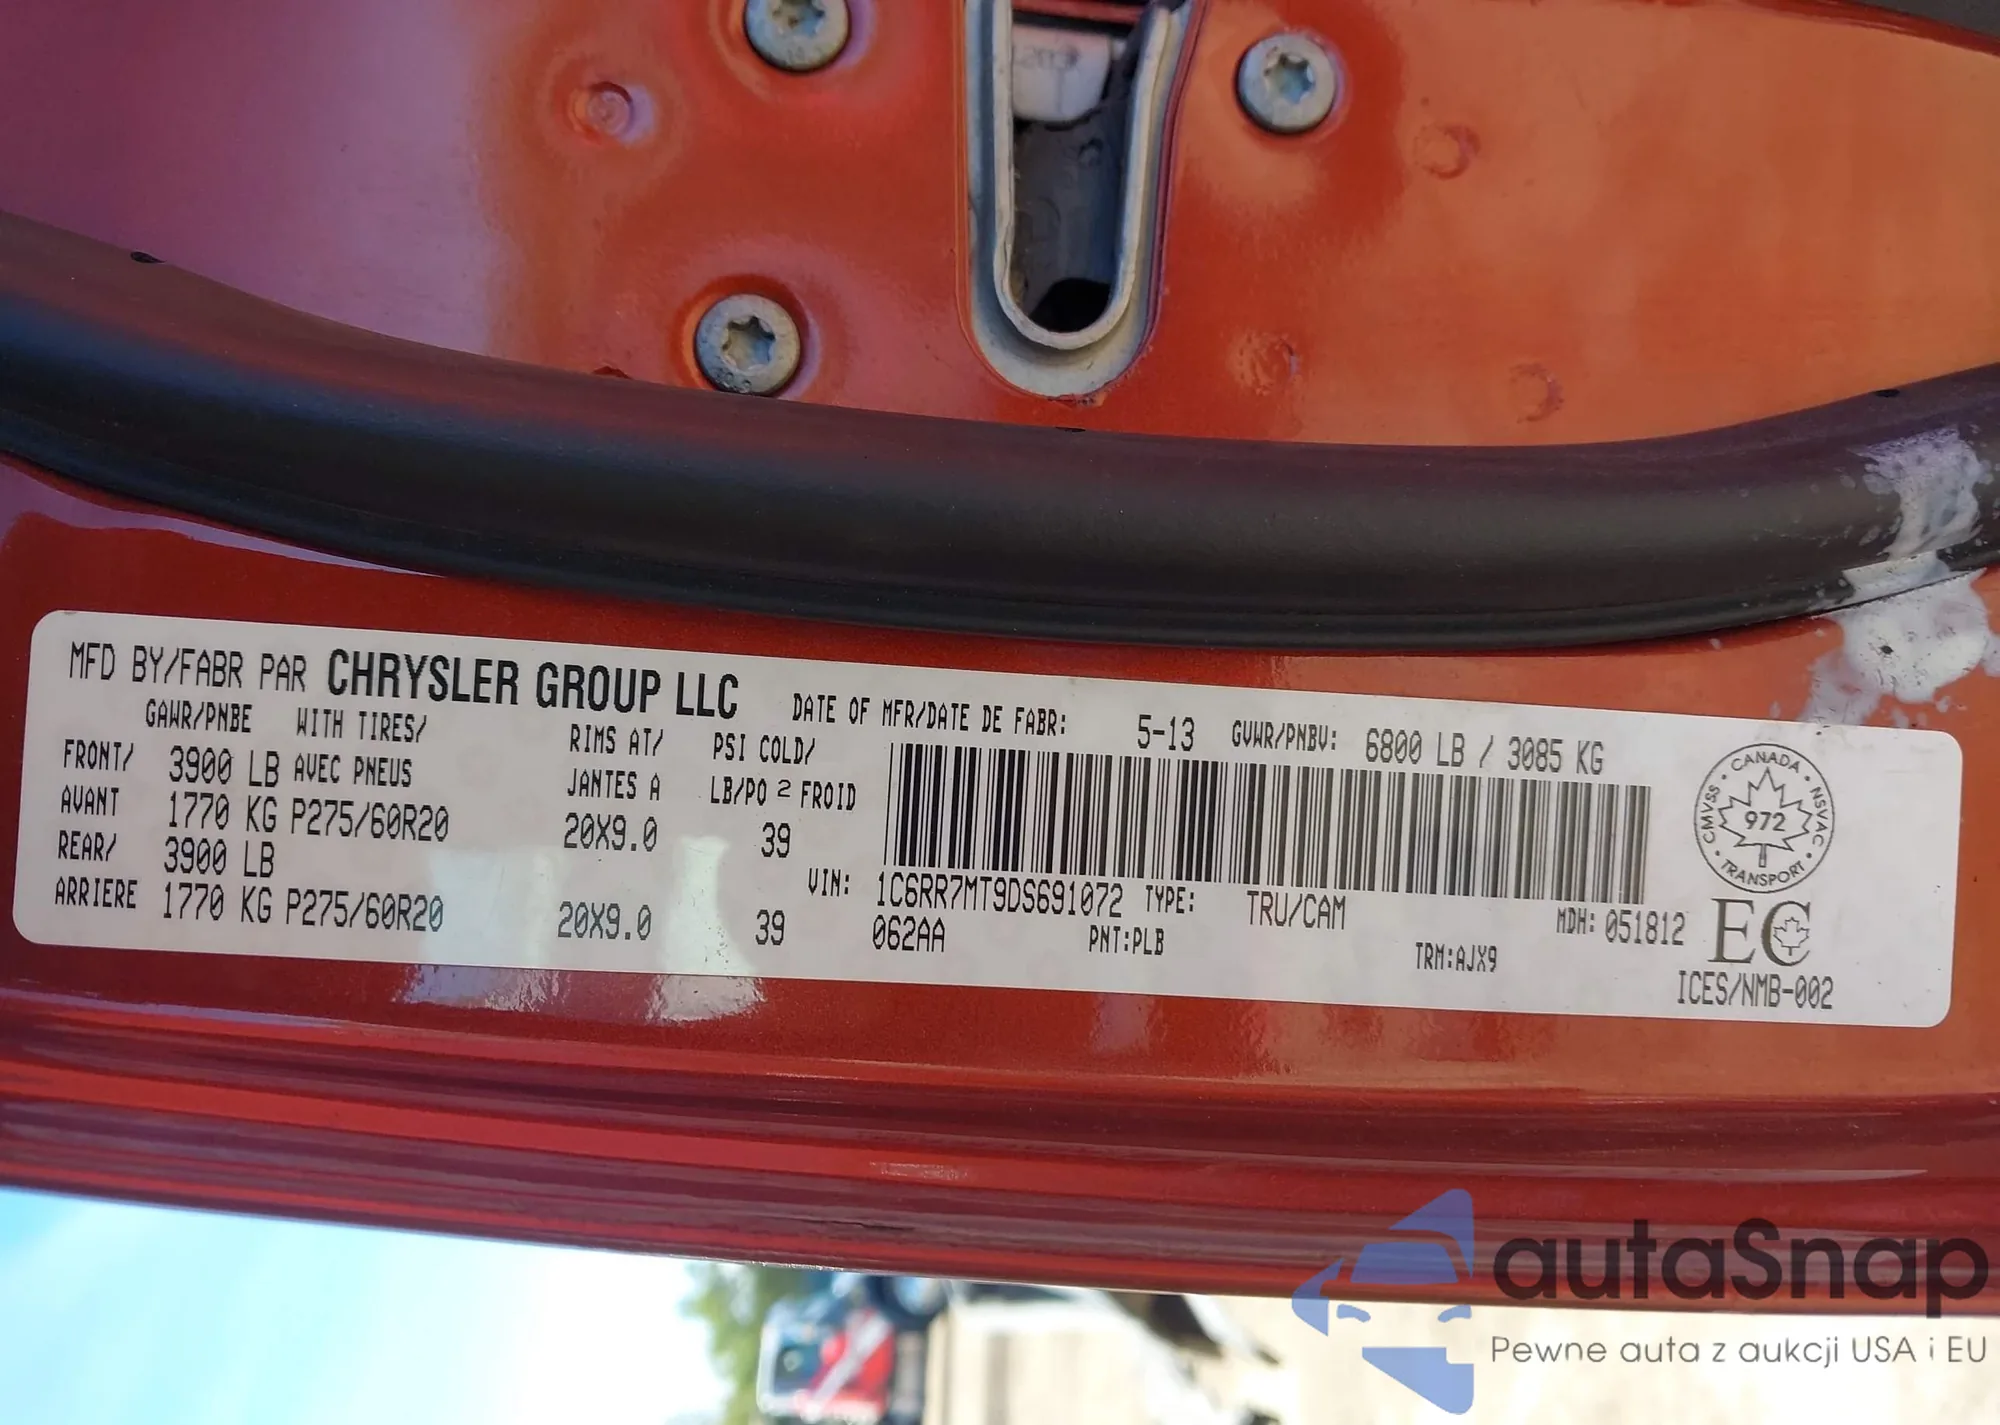 MFD BY/FABR PAR CHRYSLER GROUP LLC DATE OF MFR/DATE DE FABR: 5-13 GVWR/PNBV: 6800 LB / 3085 KG
GAWR/PNBE WITH TIRES/ RIMS AT/ PSI COLD/
FRONT/ 3900 LB AVEC PNEUS JANTES A LB/PO 2 FROID
AVANT 1770 KG P275/60R20 20X9.0 39
REAR/ 3900 LB
ARRIERE 1770 KG P275/60R20 20X9.0 39
VIN: 1C6RR7MT9DS691072 TYPE: TRU/CAM MDH: 051812
062AA PNT:PLB TRM:AJX9
CANADA
CMVSS
NSVAC
972
TRANSPORT
EC
ICES/NMB-002
autaSnap
Pewne auta z aukcji USA i EU